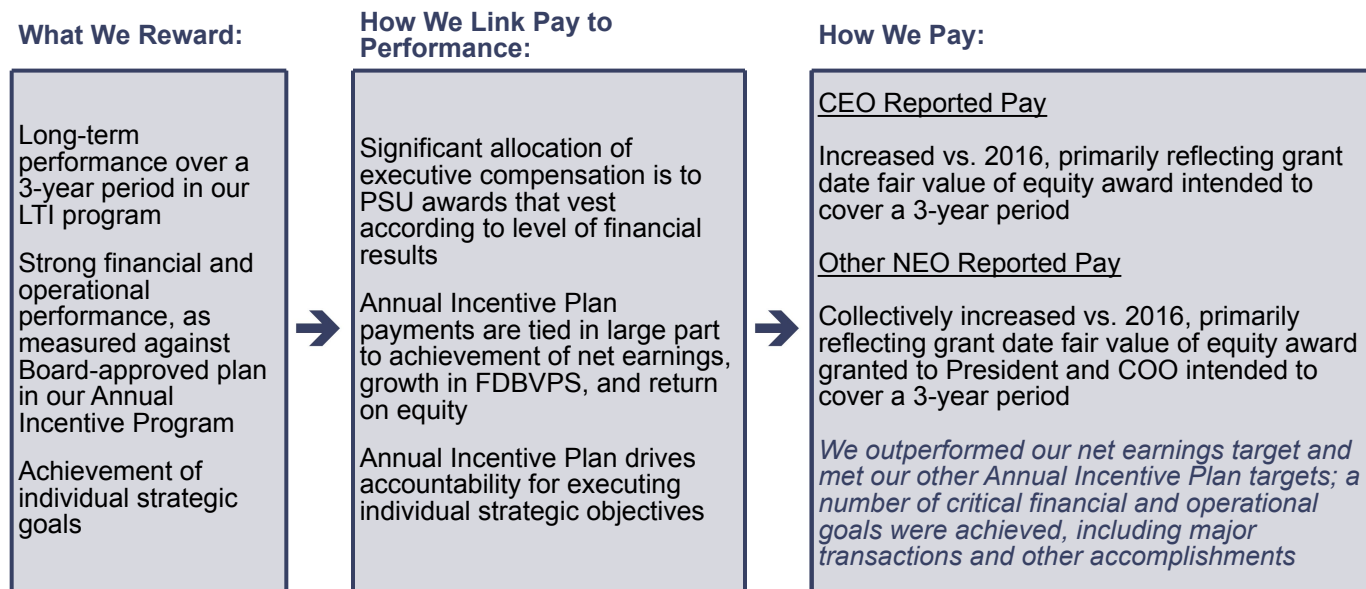 What We Reward:
Long-term
performance over a
3-year period in our
LTI program
Strong financial and
operational
performance, as
measured against
Board-approved plan
in our Annual
Incentive Program
Achievement of
individual strategic
goals
How We Link Pay to
Performance:
Significant allocation of
executive compensation is to
PSU awards that vest
according to level of financial
results
Annual Incentive Plan
payments are tied in large part
to achievement of net earnings,
growth in FDBVPS, and return
on equity
Annual Incentive Plan drives
accountability for executing
individual strategic objectives
How We Pay:
CEO Reported Pay
Increased vs. 2016, primarily reflecting grant
date fair value of equity award intended to
cover a 3-year period
Other NEO Reported Pay
Collectively increased vs. 2016, primarily
reflecting grant date fair value of equity award
granted to President and COO intended to
cover a 3-year period
We outperformed our net earnings target and
met our other Annual Incentive Plan targets; a
number of critical financial and operational
goals were achieved, including major
transactions and other accomplishments